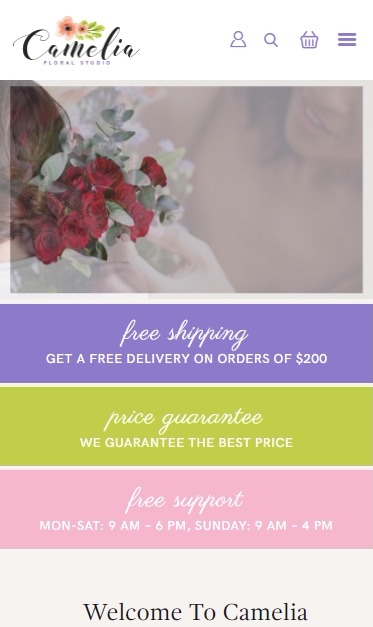 Camelia
FLORAL STUDIO
free shipping
GET A FREE DELIVERY ON ORDERS OF $200
price guarantee
WE GUARANTEE THE BEST PRICE
free support
MON-SAT: 9 AM – 6 PM, SUNDAY: 9 AM – 4 PM
Welcome To Camelia